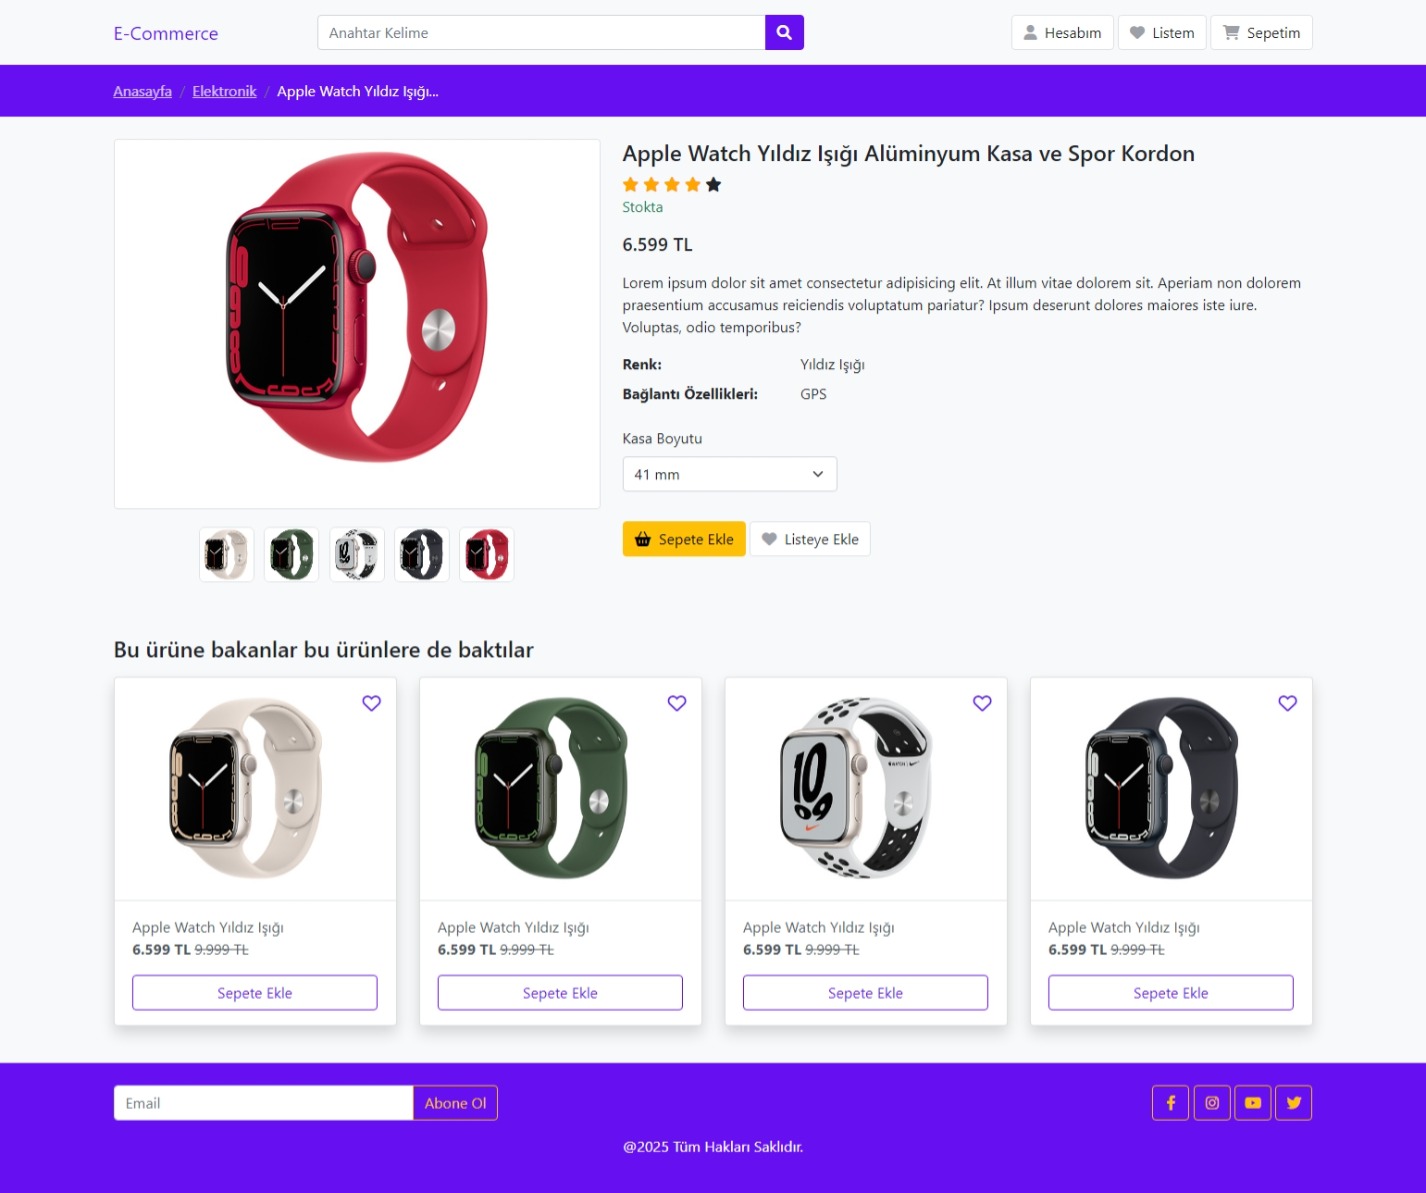 E-Commerce
Anahtar Kelime
Hesabım
Listem
Sepetim
Anasayfa / Elektronik / Apple Watch Yıldız Işığı...
Apple Watch Yıldız Işığı Alüminyum Kasa ve Spor Kordon
Stokta
6.599 TL
Lorem ipsum dolor sit amet consectetur adipisicing elit. At illum vitae dolorem sit. Aperiam non dolorem
praesentium accusamus reiciendis voluptatum pariatur? Ipsum deserunt dolores maiores iste iure.
Voluptas, odio temporibus?
Renk: Yıldız Işığı
Bağlantı Özellikleri: GPS
Kasa Boyutu
41 mm
Sepete Ekle
Listeye Ekle
Bu ürüne bakanlar bu ürünlere de baktılar
10
09
Apple Watch Yıldız Işığı
6.599 TL 9.999 TL
Sepete Ekle
Apple Watch Yıldız Işığı
6.599 TL 9.999 TL
Sepete Ekle
Apple Watch Yıldız Işığı
6.599 TL 9.999 TL
Sepete Ekle
Apple Watch Yıldız Işığı
6.599 TL 9.999 TL
Sepete Ekle
Email
Abone Ol
@2025 Tüm Hakları Saklıdır.